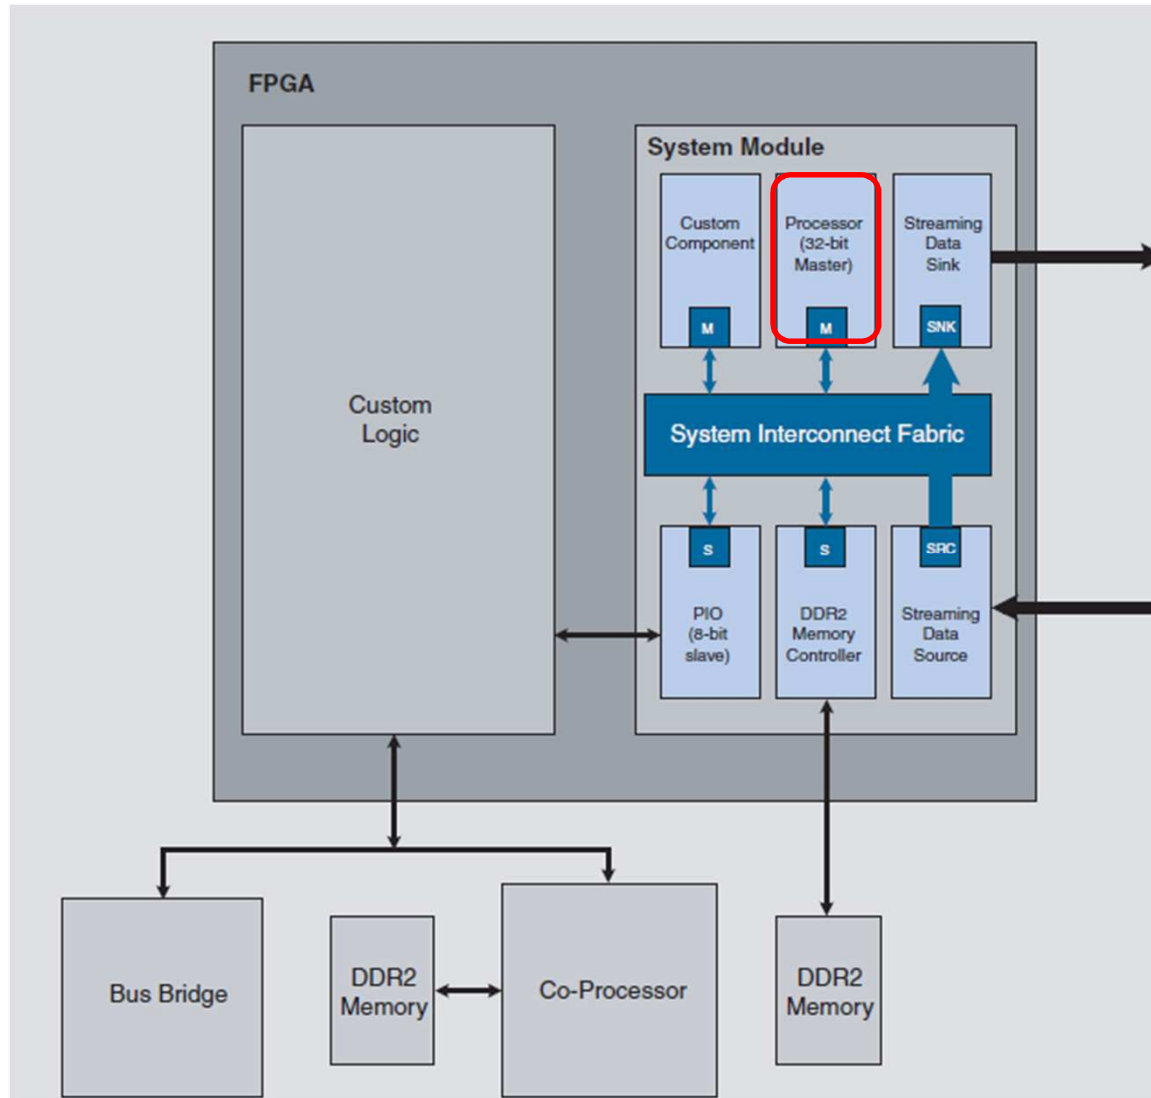 FPGA
System Module
Custom
Component
M
Processor
(32-bit
Master)
M
Streaming
Data
Sink
SNK
Custom
Logic
System Interconnect Fabric
S
PIO
(8-bit
slave)
S
DDR2
Memory
Controller
SRC
Streaming
Data
Source
Bus Bridge
DDR2
Memory
Co-Processor
DDR2
Memory